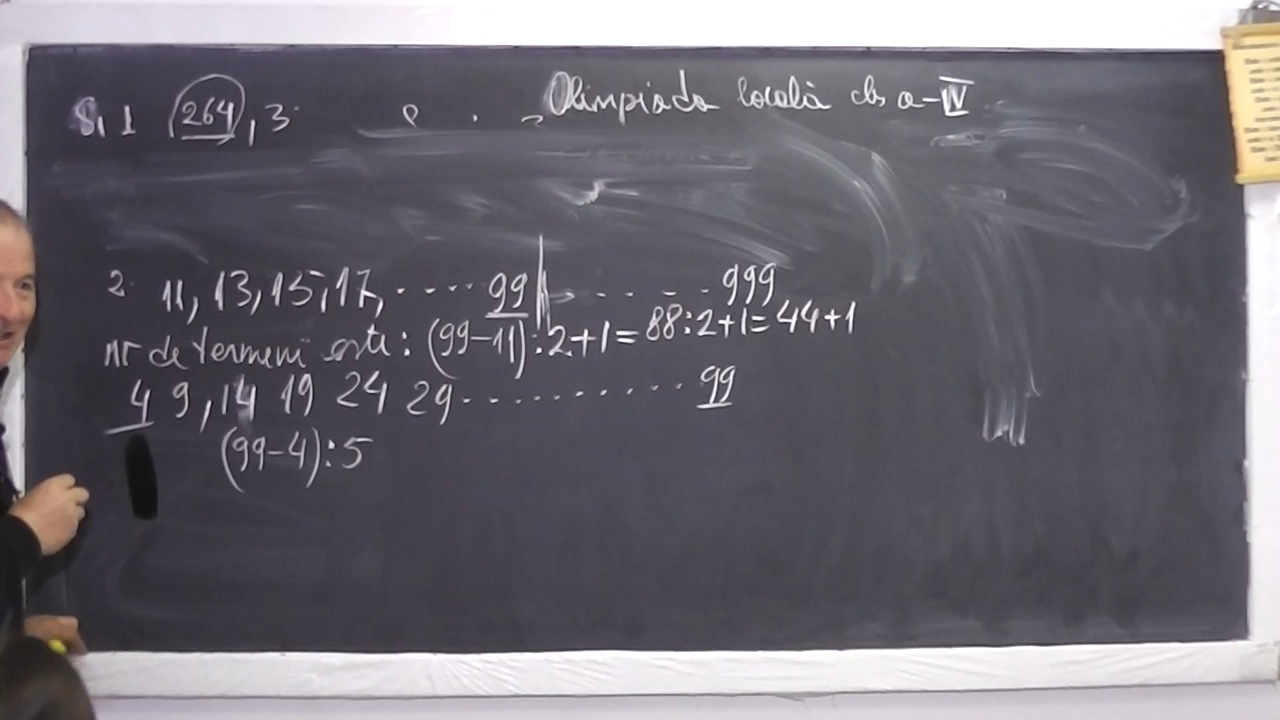 Olimpiada locală cls a-IV
S, 1 264, 3
2. 11, 13, 15, 17, ..... 99 ..... 999
nr de termeni este: (99-11):2+1= 88:2+1= 44+1
4 9, 14 19 24 29 .......... 99
(99-4):5